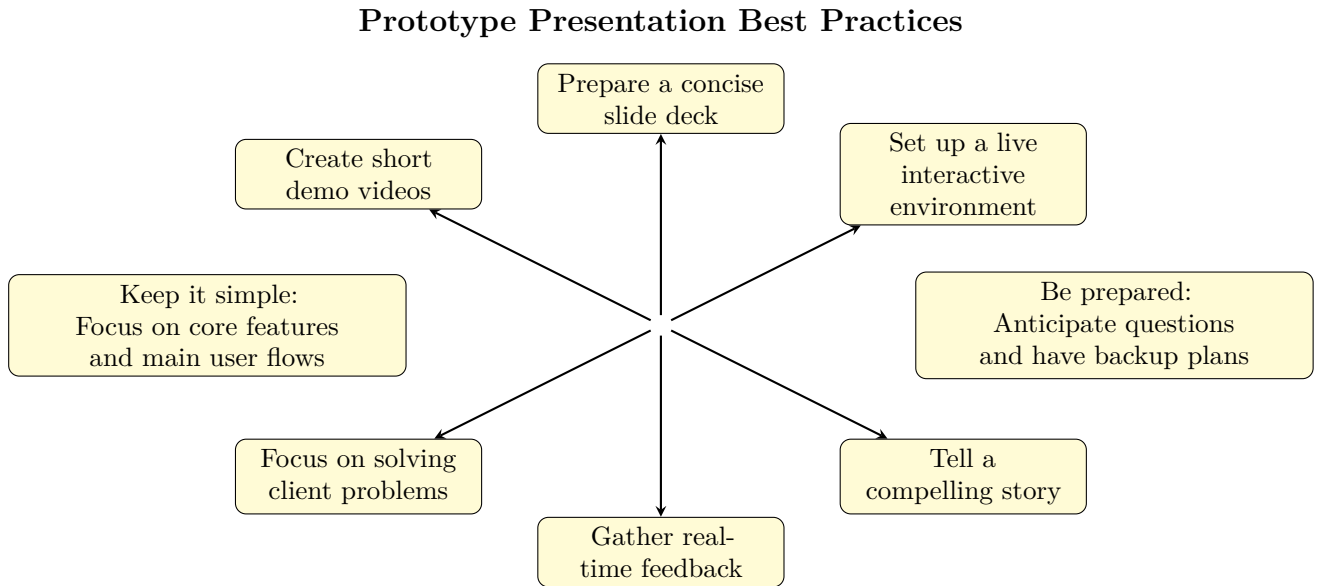 Prototype Presentation Best Practices
Prepare a concise
slide deck
Create short
demo videos
Set up a live
interactive
environment
Keep it simple:
Focus on core features
and main user flows
Be prepared:
Anticipate questions
and have backup plans
Focus on solving
client problems
Tell a
compelling story
Gather real-
time feedback